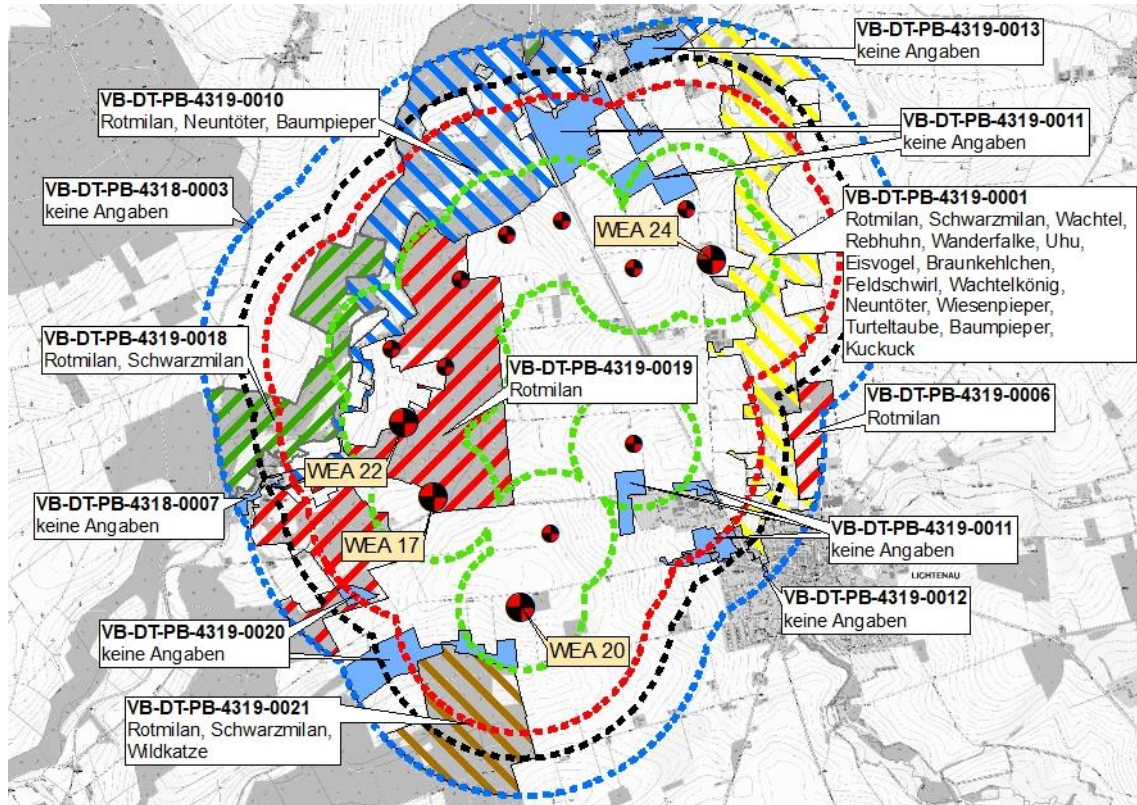 VB-DT-PB-4319-0013
keine Angaben
VB-DT-PB-4319-0010
Rotmilan, Neuntöter, Baumpieper
VB-DT-PB-4319-0011
keine Angaben
VB-DT-PB-4318-0003
keine Angaben
VB-DT-PB-4319-0001
Rotmilan, Schwarzmilan, Wachtel,
Rebhuhn, Wanderfalke, Uhu,
Eisvogel, Braunkehlchen,
Feldschwirl, Wachtelkönig,
Neuntöter, Wiesenpieper,
Turteltaube, Baumpieper,
Kuckuck
WEA 24
VB-DT-PB-4319-0018
Rotmilan, Schwarzmilan
VB-DT-PB-4319-0019
Rotmilan
VB-DT-PB-4319-0006
Rotmilan
WEA 22
VB-DT-PB-4318-0007
keine Angaben
WEA 17
VB-DT-PB-4319-0011
keine Angaben
LICHTENAU
VB-DT-PB-4319-0012
keine Angaben
VB-DT-PB-4319-0020
keine Angaben
WEA 20
VB-DT-PB-4319-0021
Rotmilan, Schwarzmilan,
Wildkatze